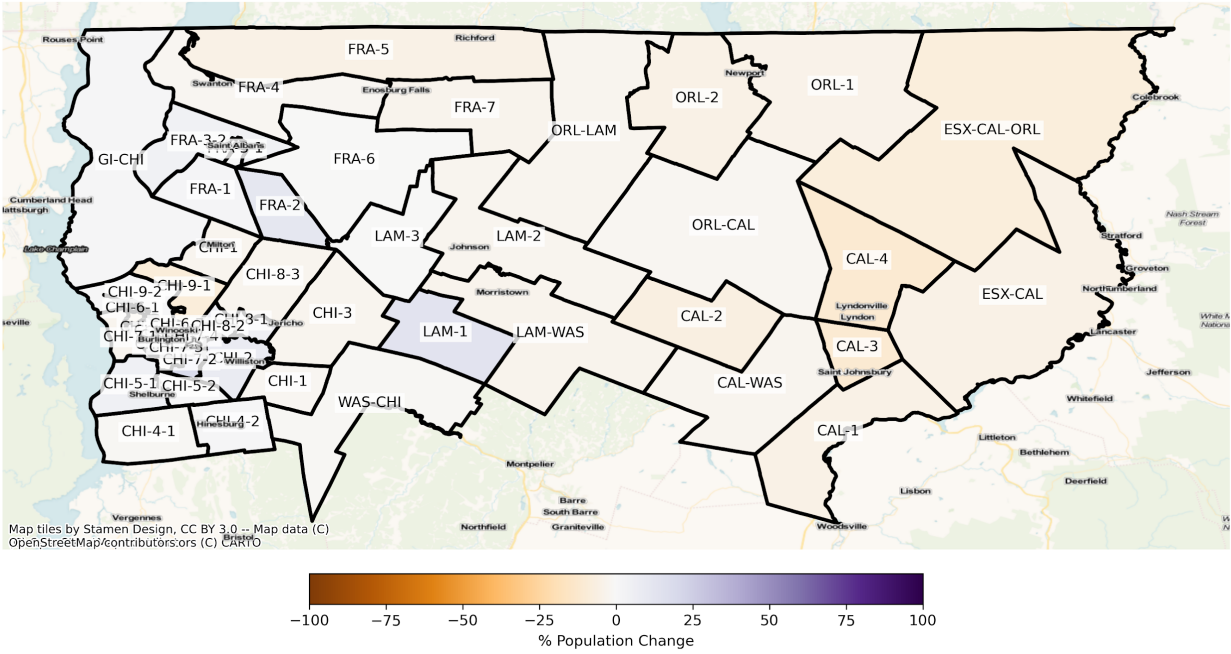 Rouses Point
Richford
FRA-5
Swanton
FRA-4
Enosburg Falls
Newport
ORL-1
Colebrook
FRA-7
ORL-2
ORL-LAM
ESX-CAL-ORL
FRA-3-2
Saint Albans
GI-CHI
FRA-6
FRA-1
FRA-2
Cumberland Head
lattsburgh
Nash Stream
Forest
Lake Champlain
Milton
LAM-3
Johnson
LAM-2
ORL-CAL
Stratford
CHI-8-3
CAL-4
Groveton
CHI-9-2
CHI-9-1
Morristown
ESX-CAL
Northumberland
CHI-6-1
CHI-3
CAL-2
Lyndonville
Lyndon
White M
Nationa
seville
CHI-8-2
Jericho
Winooski
Burlington
LAM-1
LAM-WAS
Lancaster
CAL-3
CHI-7-2
Williston
Saint Johnsbury
Jefferson
CHI-5-1
CHI-5-2
Shelburne
CHI-1
CAL-WAS
WAS-CHI
Whitefield
CHI-4-1
Hinesburg
CAL-1
Littleton
Bethlehem
Montpelier
Deerfield
Lisbon
Barre
South Barre
Graniteville
Northfield
Vergennes
Woodsville
Bristol
Map tiles by Stamen Design, CC BY 3.0 -- Map data (C)
OpenStreetMap contributors (C) CARTO
−100 −75 −50 −25 0 25 50 75 100
% Population Change